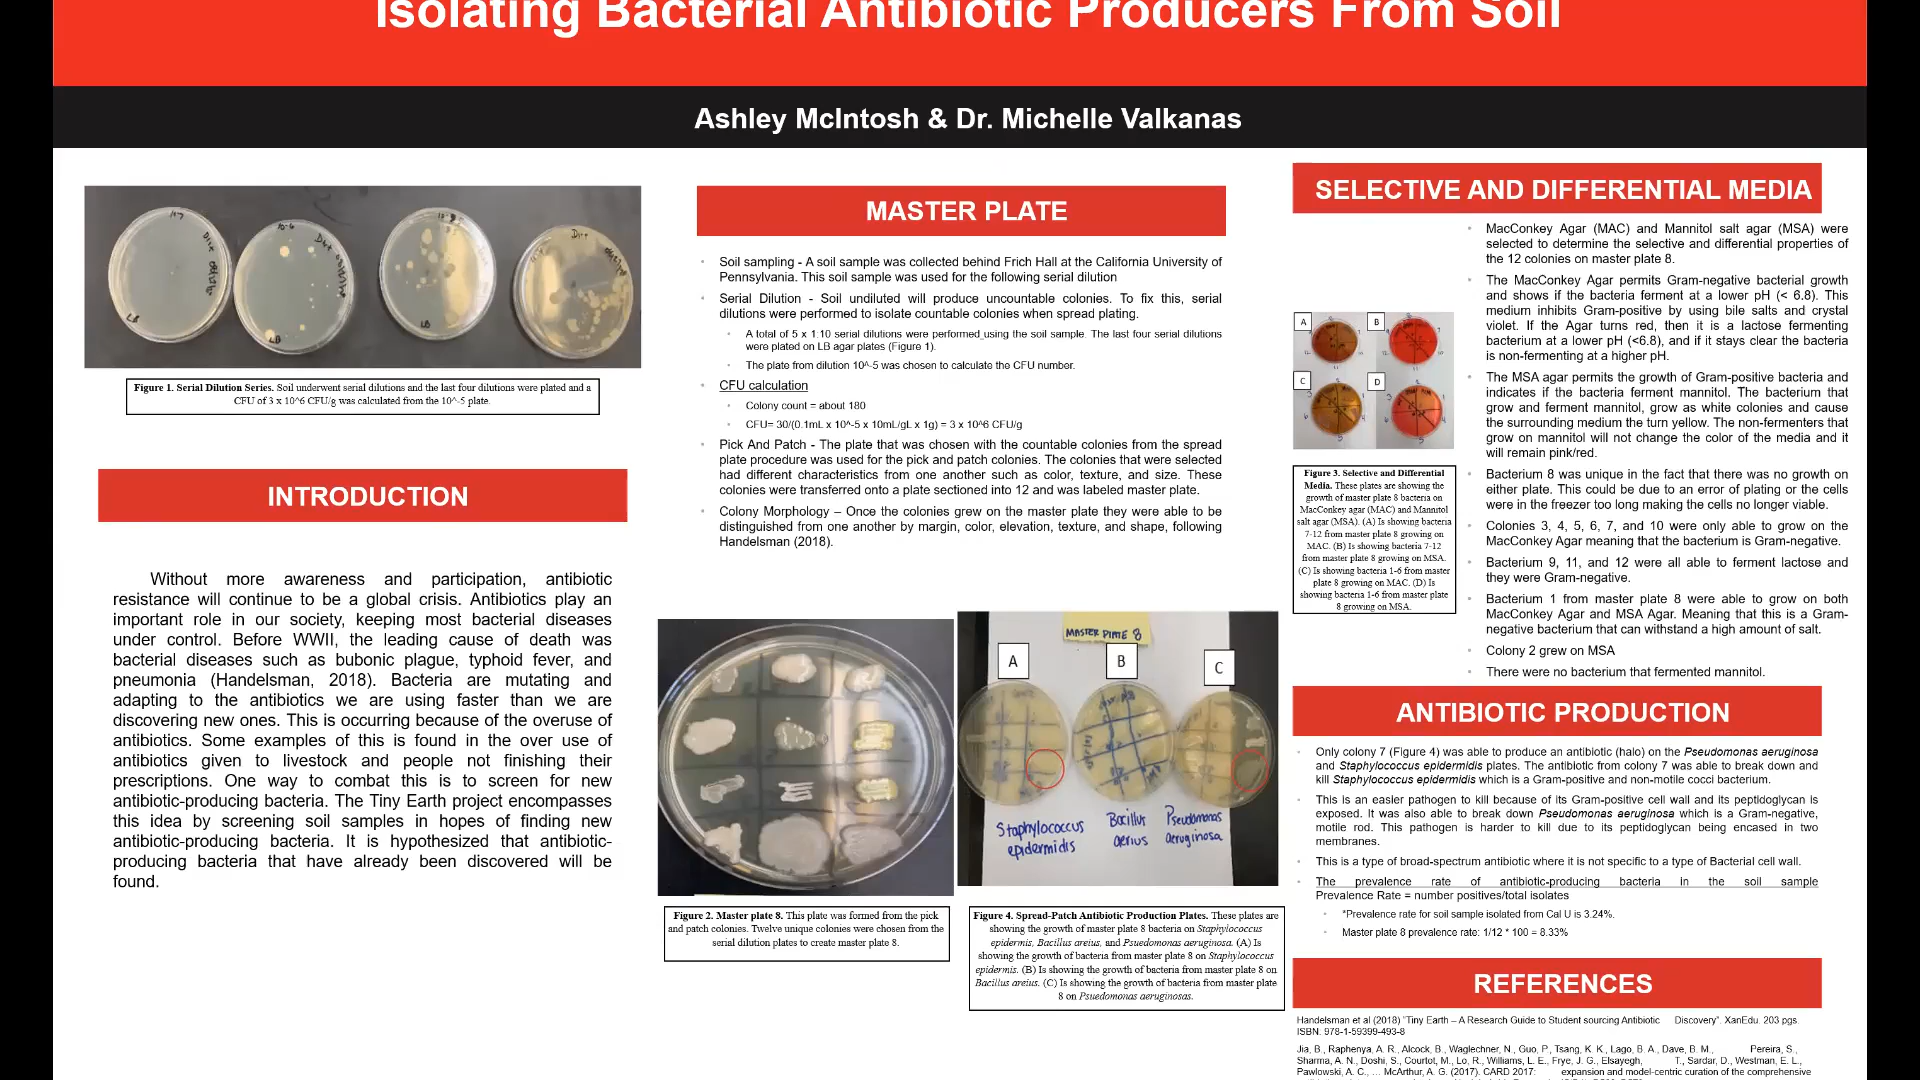 Isolating Bacterial Antibiotic Producers From Soil
Ashley McIntosh & Dr. Michelle Valkanas
Figure 1. Serial Dilution Series. Soil underwent serial dilutions and the last four dilutions were plated and a
CFU of 3 x 10^6 CFU/g was calculated from the 10^-5 plate.
INTRODUCTION
Without more awareness and participation, antibiotic
resistance will continue to be a global crisis. Antibiotics play an
important role in our society, keeping most bacterial diseases
under control. Before WWII, the leading cause of death was
bacterial diseases such as bubonic plague, typhoid fever, and
pneumonia (Handelsman, 2018). Bacteria are mutating and
adapting to the antibiotics we are using faster than we are
discovering new ones. This is occurring because of the overuse of
antibiotics. Some examples of this is found in the over use of
antibiotics given to livestock and people not finishing their
prescriptions. One way to combat this is to screen for new
antibiotic-producing bacteria. The Tiny Earth project encompasses
this idea by screening soil samples in hopes of finding new
antibiotic-producing bacteria. It is hypothesized that antibiotic-
producing bacteria that have already been discovered will be
found.
MASTER PLATE
Soil sampling - A soil sample was collected behind Frich Hall at the California University of
Pennsylvania. This soil sample was used for the following serial dilution
Serial Dilution - Soil undiluted will produce uncountable colonies. To fix this, serial
dilutions were performed to isolate countable colonies when spread plating.
A total of 5 x 1:10 serial dilutions were performed using the soil sample. The last four serial dilutions
were plated on LB agar plates (Figure 1).
The plate from dilution 10^-5 was chosen to calculate the CFU number.
CFU calculation
Colony count = about 180
CFU= 30/(0.1mL x 10^-5 x 10mL/gL x 1g) = 3 x 10^6 CFU/g
Pick And Patch - The plate that was chosen with the countable colonies from the spread
plate procedure was used for the pick and patch colonies. The colonies that were selected
had different characteristics from one another such as color, texture, and size. These
colonies were transferred onto a plate sectioned into 12 and was labeled master plate.
Colony Morphology – Once the colonies grew on the master plate they were able to be
distinguished from one another by margin, color, elevation, texture, and shape, following
Handelsman (2018).
MASTER PLATE 8
A
B
C
Staphylococcus
epidermidis
Bacillus
aerius
Pseudomonas
aeruginosa
Figure 2. Master plate 8. This plate was formed from the pick
and patch colonies. Twelve unique colonies were chosen from the
serial dilution plates to create master plate 8.
Figure 4. Spread-Patch Antibiotic Production Plates. These plates are
showing the growth of master plate 8 bacteria on Staphylococcus
epidermis, Bacillus areius, and Psuedomonas aeruginosa. (A) Is
showing the growth of bacteria from master plate 8 on Staphylococcus
epidermis. (B) Is showing the growth of bacteria from master plate 8 on
Bacillus areius. (C) Is showing the growth of bacteria from master plate
8 on Psuedomonas aeruginosas.
SELECTIVE AND DIFFERENTIAL MEDIA
A
B
C
D
Figure 3. Selective and Differential
Media. These plates are showing the
growth of master plate 8 bacteria on
MacConkey agar (MAC) and Mannitol
salt agar (MSA). (A) Is showing bacteria
7-12 from master plate 8 growing on
MAC. (B) Is showing bacteria 7-12
from master plate 8 growing on MSA.
(C) Is showing bacteria 1-6 from master
plate 8 growing on MAC. (D) Is
showing bacteria 1-6 from master plate
8 growing on MSA.
MacConkey Agar (MAC) and Mannitol salt agar (MSA) were
selected to determine the selective and differential properties of
the 12 colonies on master plate 8.
The MacConkey Agar permits Gram-negative bacterial growth
and shows if the bacteria ferment at a lower pH (< 6.8). This
medium inhibits Gram-positive by using bile salts and crystal
violet. If the Agar turns red, then it is a lactose fermenting
bacterium at a lower pH (<6.8), and if it stays clear the bacteria
is non-fermenting at a higher pH.
The MSA agar permits the growth of Gram-positive bacteria and
indicates if the bacteria ferment mannitol. The bacterium that
grow and ferment mannitol, grow as white colonies and cause
the surrounding medium the turn yellow. The non-fermenters that
grow on mannitol will not change the color of the media and it
will remain pink/red.
Bacterium 8 was unique in the fact that there was no growth on
either plate. This could be due to an error of plating or the cells
were in the freezer too long making the cells no longer viable.
Colonies 3, 4, 5, 6, 7, and 10 were only able to grow on the
MacConkey Agar meaning that the bacterium is Gram-negative.
Bacterium 9, 11, and 12 were all able to ferment lactose and
they were Gram-negative.
Bacterium 1 from master plate 8 were able to grow on both
MacConkey Agar and MSA Agar. Meaning that this is a Gram-
negative bacterium that can withstand a high amount of salt.
Colony 2 grew on MSA
There were no bacterium that fermented mannitol.
ANTIBIOTIC PRODUCTION
Only colony 7 (Figure 4) was able to produce an antibiotic (halo) on the Pseudomonas aeruginosa
and Staphylococcus epidermidis plates. The antibiotic from colony 7 was able to break down and
kill Staphylococcus epidermidis which is a Gram-positive and non-motile cocci bacterium.
This is an easier pathogen to kill because of its Gram-positive cell wall and its peptidoglycan is
exposed. It was also able to break down Pseudomonas aeruginosa which is a Gram-negative,
motile rod. This pathogen is harder to kill due to its peptidoglycan being encased in two
membranes.
This is a type of broad-spectrum antibiotic where it is not specific to a type of Bacterial cell wall.
The prevalence rate of antibiotic-producing bacteria in the soil sample
Prevalence Rate = number positives/total isolates
*Prevalence rate for soil sample isolated from Cal U is 3.24%.
Master plate 8 prevalence rate: 1/12 * 100 = 8.33%
REFERENCES
Handelsman et al (2018) "Tiny Earth – A Research Guide to Student sourcing Antibiotic Discovery". XanEdu. 203 pgs.
ISBN. 978-1-59399-493-8
Jia, B., Raphenya, A. R., Alcock, B., Waglechner, N., Guo, P., Tsang, K. K., Lago, B. A., Dave, B. M., Pereira, S.,
Sharma, A. N., Doshi, S., Courtot, M., Lo, R., Williams, L. E., Frye, J. G., Elsayegh, T., Sardar, D., Westman, E. L.,
Pawlowski, A. C., ... McArthur, A. G. (2017). CARD 2017: expansion and model-centric curation of the comprehensive